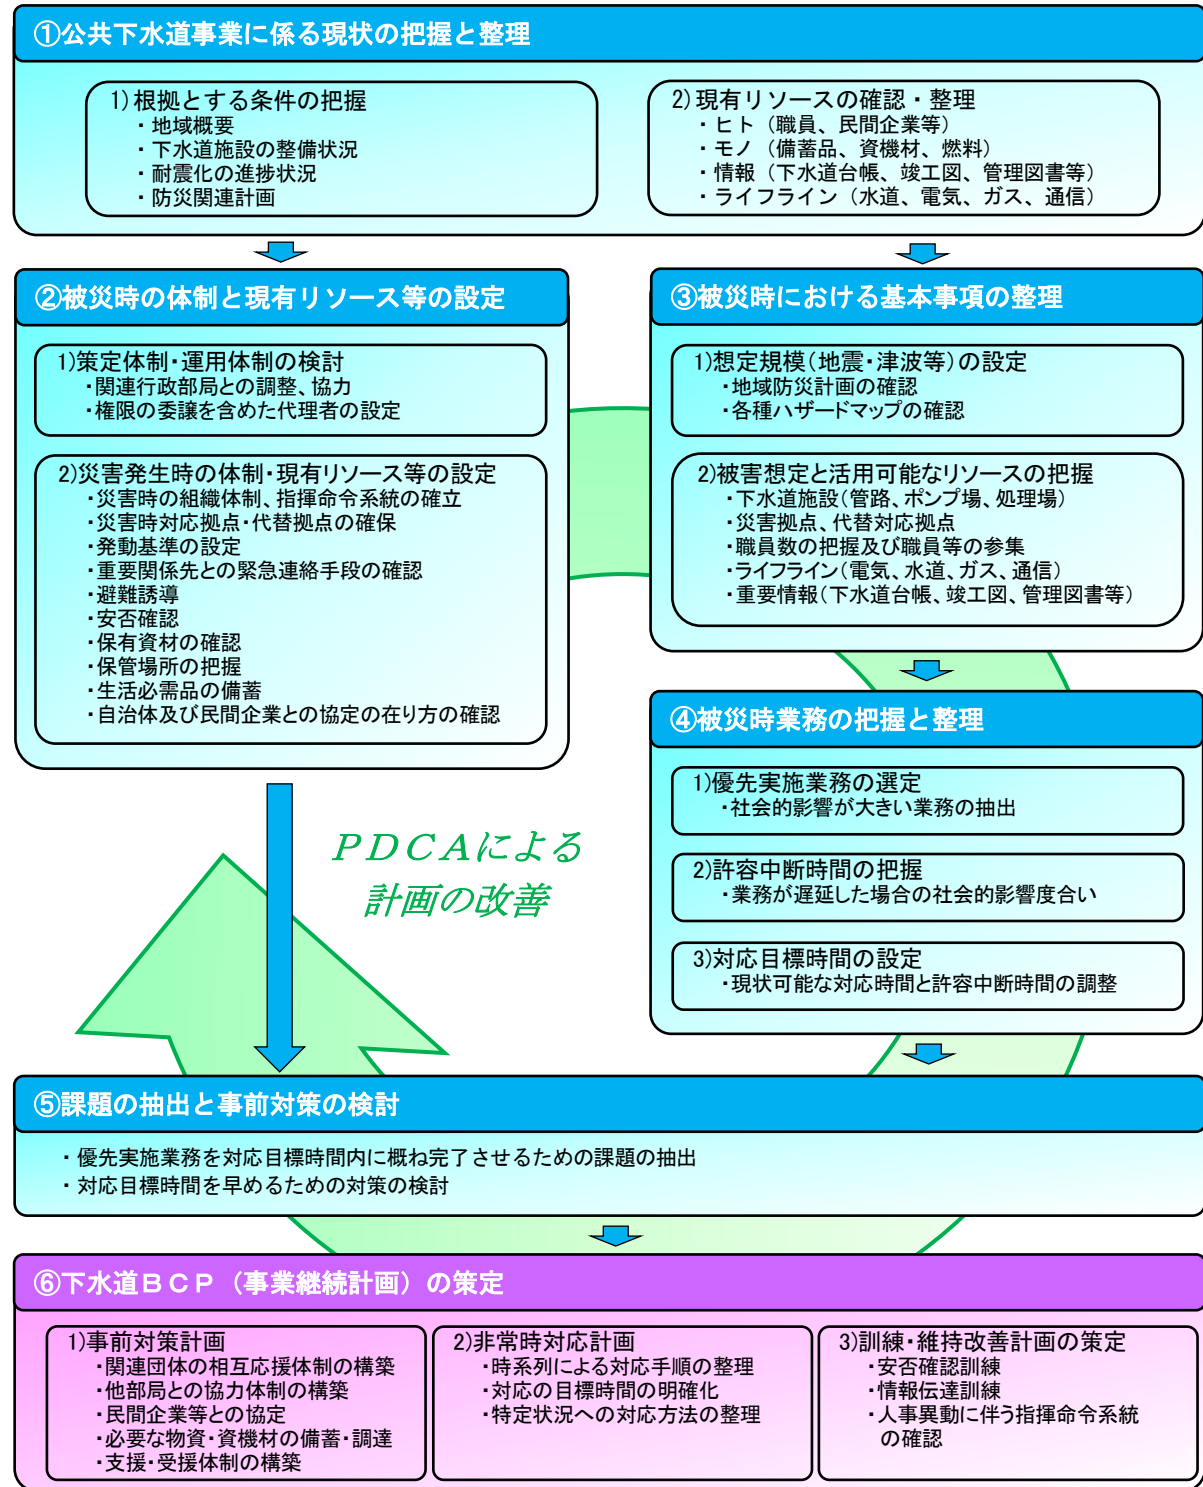 ①公共下水道事業に係る現状の把握と整理
1)根拠とする条件の把握
・地域概要
・下水道施設の整備状況
・耐震化の進捗状況
・防災関連計画
2)現有リソースの確認・整理
・ヒト（職員、民間企業等）
・モノ（備蓄品、資機材、燃料）
・情報（下水道台帳、竣工図、管理図書等）
・ライフライン（水道、電気、ガス、通信）
②被災時の体制と現有リソース等の設定
1)策定体制・運用体制の検討
・関連行政部局との調整、協力
・権限の委譲を含めた代理者の設定
2)災害発生時の体制・現有リソース等の設定
・災害時の組織体制、指揮命令系統の確立
・災害時対応拠点・代替拠点の確保
・発動基準の設定
・重要関係先との緊急連絡手段の確認
・避難誘導
・安否確認
・保有資材の確認
・保管場所の把握
・生活必需品の備蓄
・自治体及び民間企業との協定の在り方の確認
③被災時における基本事項の整理
1)想定規模（地震・津波等）の設定
・地域防災計画の確認
・各種ハザードマップの確認
2)被害想定と活用可能なリソースの把握
・下水道施設（管路、ポンプ場、処理場）
・災害拠点、代替対応拠点
・職員数の把握及び職員等の参集
・ライフライン（電気、水道、ガス、通信）
・重要情報（下水道台帳、竣工図、管理図書等）
④被災時業務の把握と整理
1)優先実施業務の選定
・社会的影響が大きい業務の抽出
2)許容中断時間の把握
・業務が遅延した場合の社会的影響度合い
3)対応目標時間の設定
・現状可能な対応時間と許容中断時間の調整
ＰＤＣＡによる
計画の改善
⑤課題の抽出と事前対策の検討
・優先実施業務を対応目標時間内に概ね完了させるための課題の抽出
・対応目標時間を早めるための対策の検討
⑥下水道ＢＣＰ（事業継続計画）の策定
1)事前対策計画
・関連団体の相互応援体制の構築
・他部局との協力体制の構築
・民間企業等との協定
・必要な物資・資機材の備蓄・調達
・支援・受援体制の構築
2)非常時対応計画
・時系列による対応手順の整理
・対応の目標時間の明確化
・特定状況への対応方法の整理
3)訓練・維持改善計画の策定
・安否確認訓練
・情報伝達訓練
・人事異動に伴う指揮命令系統
の確認